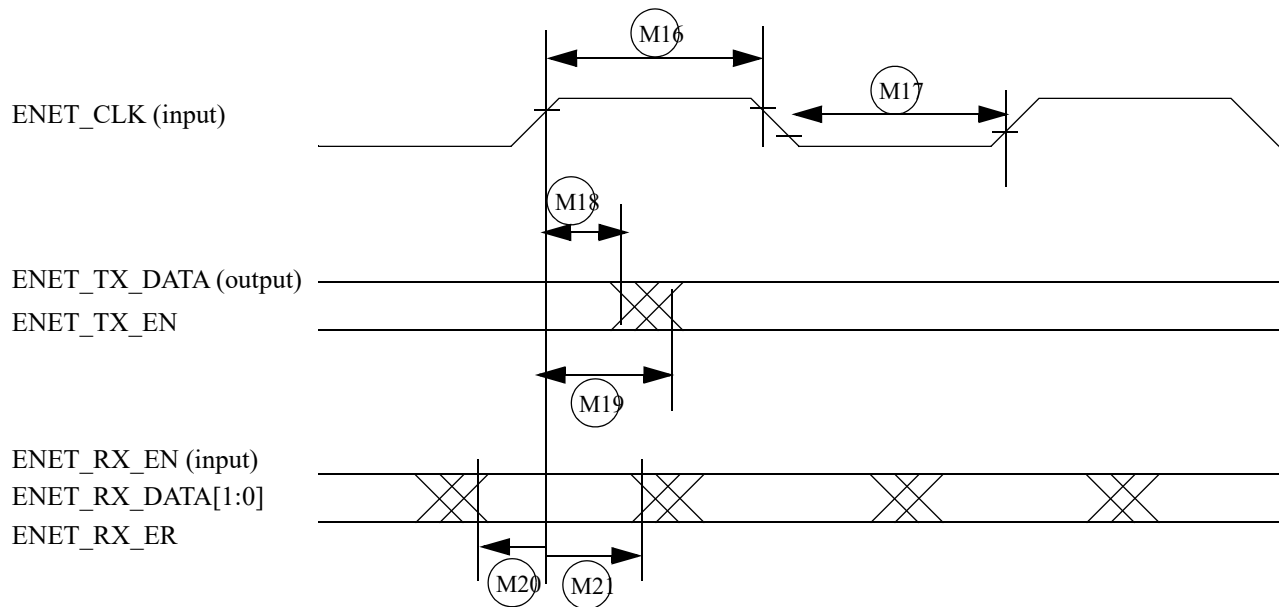 M16
ENET_CLK (input)
M17
M18
ENET_TX_DATA (output)
ENET_TX_EN
M19
ENET_RX_EN (input)
ENET_RX_DATA[1:0]
ENET_RX_ER
M20
M21